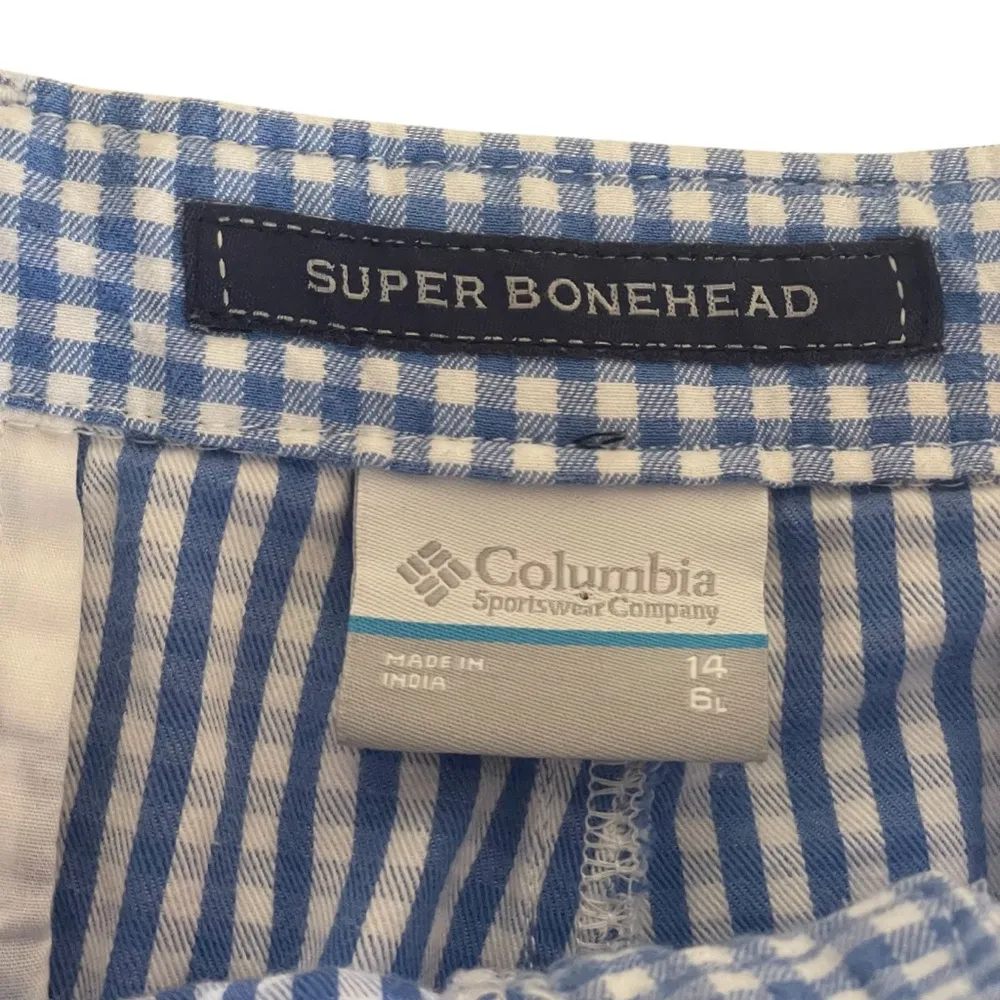 SUPER BONEHEAD
Columbia
Sportswear Company
MADE IN
INDIA
14
6L